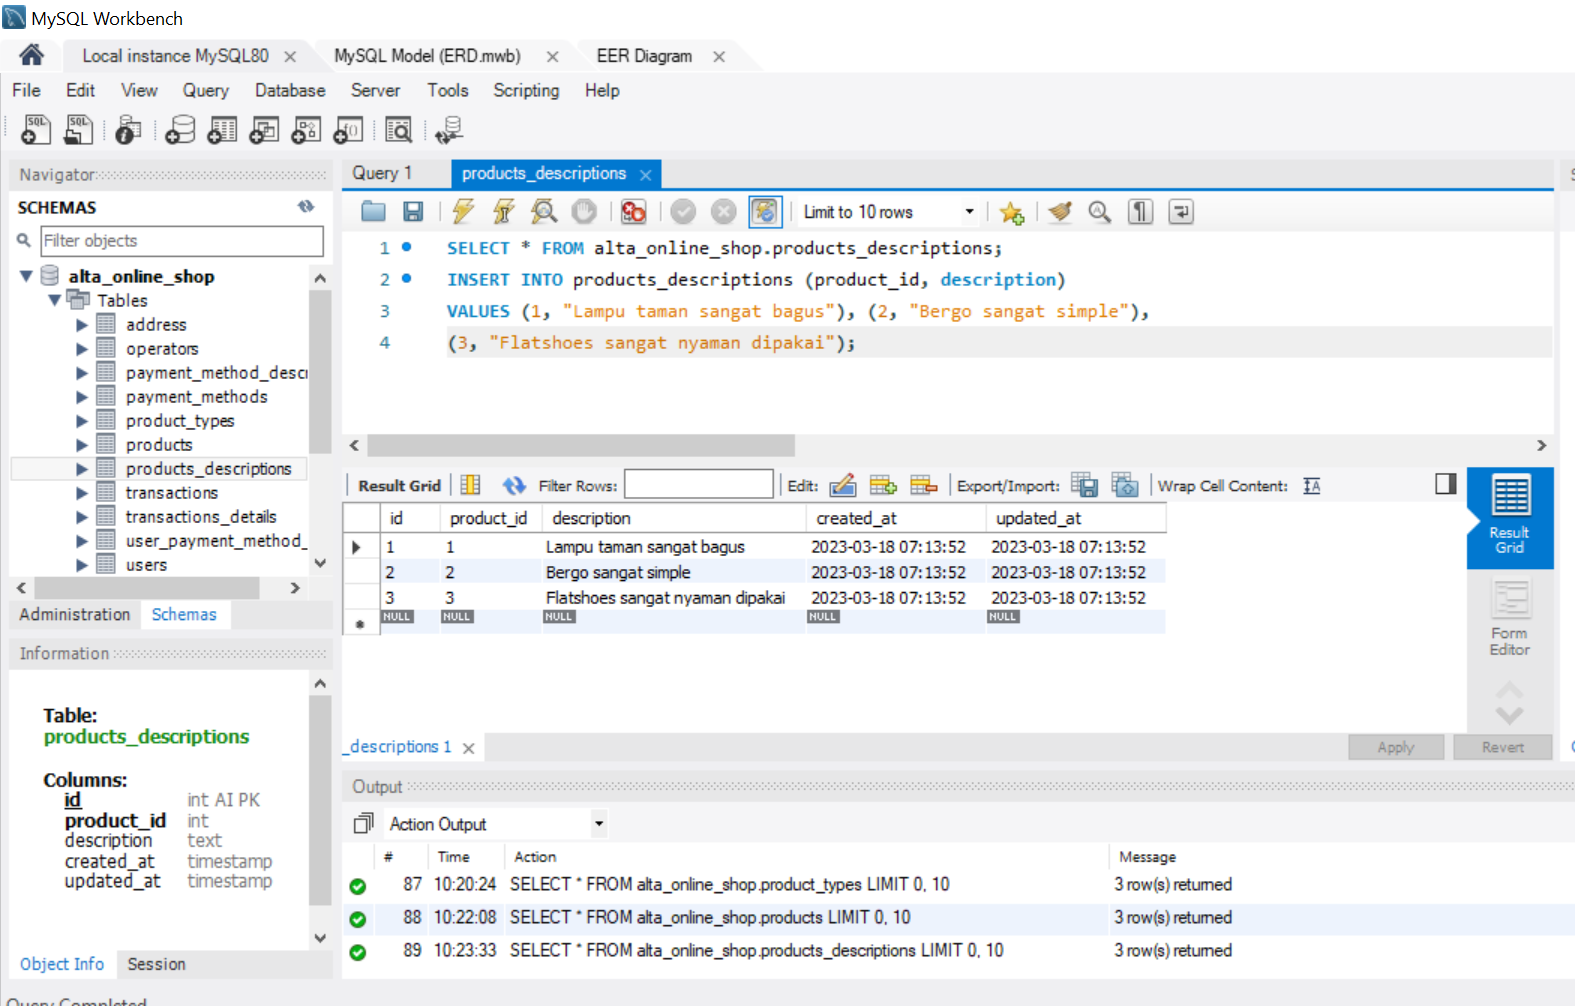 MySQL Workbench
Local instance MySQL80
MySQL Model (ERD.mwb)
EER Diagram
File Edit View Query Database Server Tools Scripting Help
Navigator
SCHEMAS
Filter objects
alta_online_shop
Tables
address
operators
payment_method_descr
payment_methods
product_types
products
products_descriptions
transactions
transactions_details
user_payment_method_
users
Administration Schemas
Information
Table:
products_descriptions
Columns:
id int AI PK
product_id int
description text
created_at timestamp
updated_at timestamp
Object Info Session
Query 1 products_descriptions
Limit to 10 rows
1 SELECT * FROM alta_online_shop.products_descriptions;
2 INSERT INTO products_descriptions (product_id, description)
3 VALUES (1, "Lampu taman sangat bagus"), (2, "Bergo sangat simple"),
4 (3, "Flatshoes sangat nyaman dipakai");
Result Grid Filter Rows: Edit: Export/Import: Wrap Cell Content:
id product_id description created_at updated_at
1 1 Lampu taman sangat bagus 2023-03-18 07:13:52 2023-03-18 07:13:52
2 2 Bergo sangat simple 2023-03-18 07:13:52 2023-03-18 07:13:52
3 3 Flatshoes sangat nyaman dipakai 2023-03-18 07:13:52 2023-03-18 07:13:52
NULL NULL NULL NULL NULL
Result
Grid
Form
Editor
_descriptions 1
Apply Revert
Output
Action Output
# Time Action Message
87 10:20:24 SELECT * FROM alta_online_shop.product_types LIMIT 0, 10 3 row(s) returned
88 10:22:08 SELECT * FROM alta_online_shop.products LIMIT 0, 10 3 row(s) returned
89 10:23:33 SELECT * FROM alta_online_shop.products_descriptions LIMIT 0, 10 3 row(s) returned
Query Completed